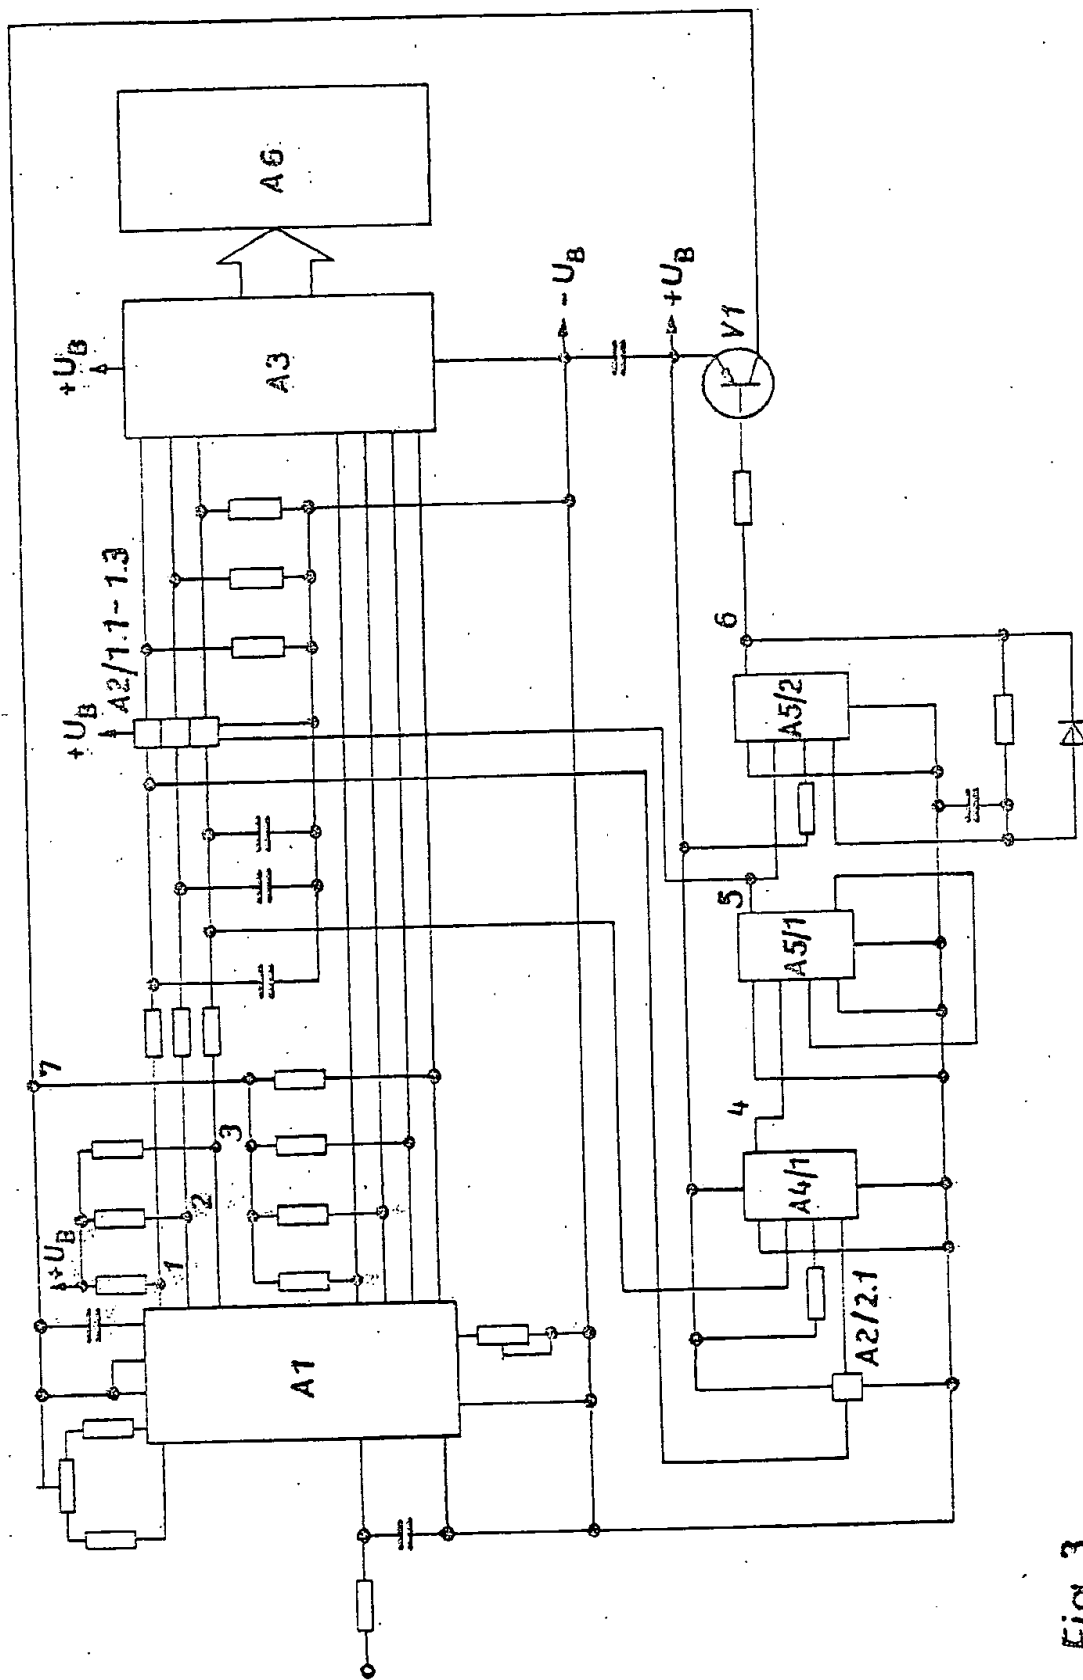 +U_B
7
1
2
3
A1
+U_B
A2/1.1-1.3
+U_B
A3
A6
-U_B
+U_B
V1
A2/2.1
A4/1
4
A5/1
5
A5/2
6
Fig. 3